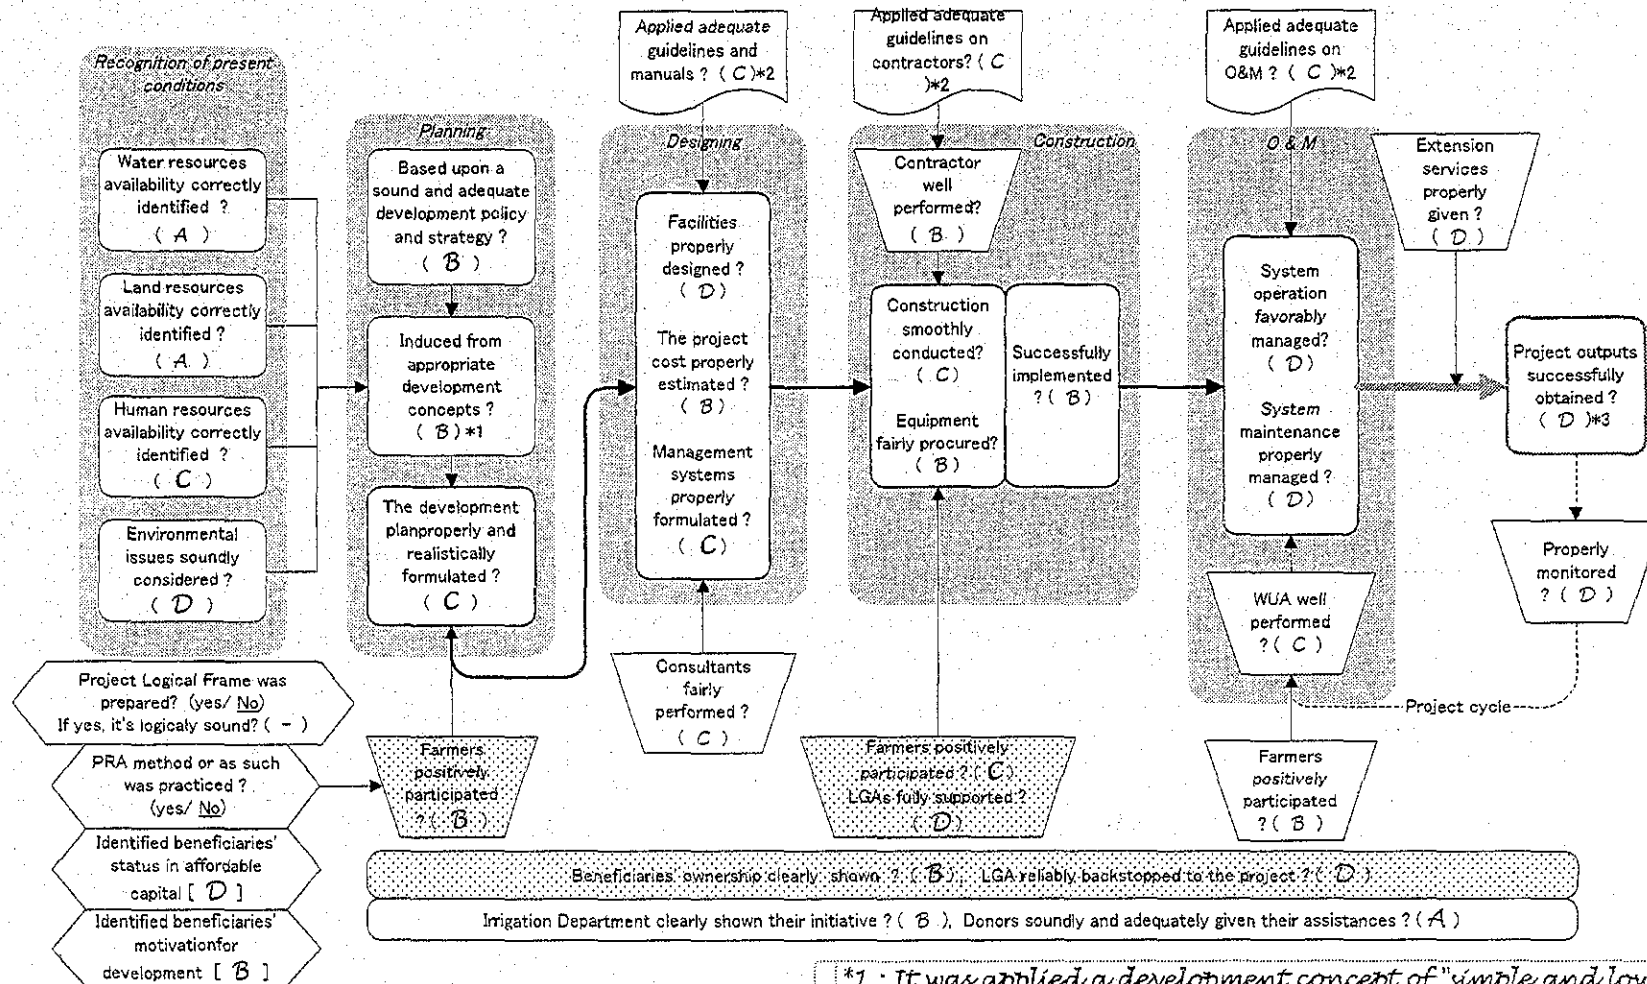 Recognition of present
conditions
Water resources
availability correctly
identified ?
( A )
Land resources
availability correctly
identified ?
( A )
Human resources
availability correctly
identified ?
( C )
Environmental
issues soundly
considered ?
( D )
Planning
Based upon a
sound and adequate
development policy
and strategy ?
( B )
Induced from
appropriate
development
concepts ?
( B )*1
The development
planproperly and
realistically
formulated ?
( C )
Applied adequate
guidelines and
manuals ? ( C )*2
Designing
Facilities
properly
designed ?
( D )
The project
cost properly
estimated ?
( B )
Management
systems
properly
formulated ?
( C )
Consultants
fairly
performed ?
( C )
Applied adequate
guidelines on
contractors? ( C
)*2
Construction
Contractor
well
performed?
( B )
Construction
smoothly
conducted?
( C )
Equipment
fairly procured?
( B )
Successfully
implemented
? ( B )
Applied adequate
guidelines on
O&M ? ( C )*2
O & M
System
operation
favorably
managed?
( D )
System
maintenance
properly
managed ?
( D )
WUA well
performed
? ( C )
Extension
services
properly
given ?
( D )
Project outputs
successfully
obtained ?
( D )*3
Properly
monitored
? ( D )
Project cycle
Project Logical Frame was
prepared? (yes/ No)
If yes, it's logicaly sound? ( - )
PRA method or as such
was practiced ?
(yes/ No)
Identified beneficiaries'
status in affordable
capital [ D ]
Identified beneficiaries'
motivationfor
development [ B ]
Farmers
positively
participated
? ( B )
Farmers positively
participated ? ( C )
LGAs fully supported ?
( D )
Farmers
positively
participated
? ( B )
Beneficiaries' ownership clearly shown ? ( B ), LGA reliably backstopped to the project ? ( D )
Irrigation Department clearly shown their initiative ? ( B ), Donors soundly and adequately given their assistances ? ( A )
*1 : It was applied a development concept of "simple and low